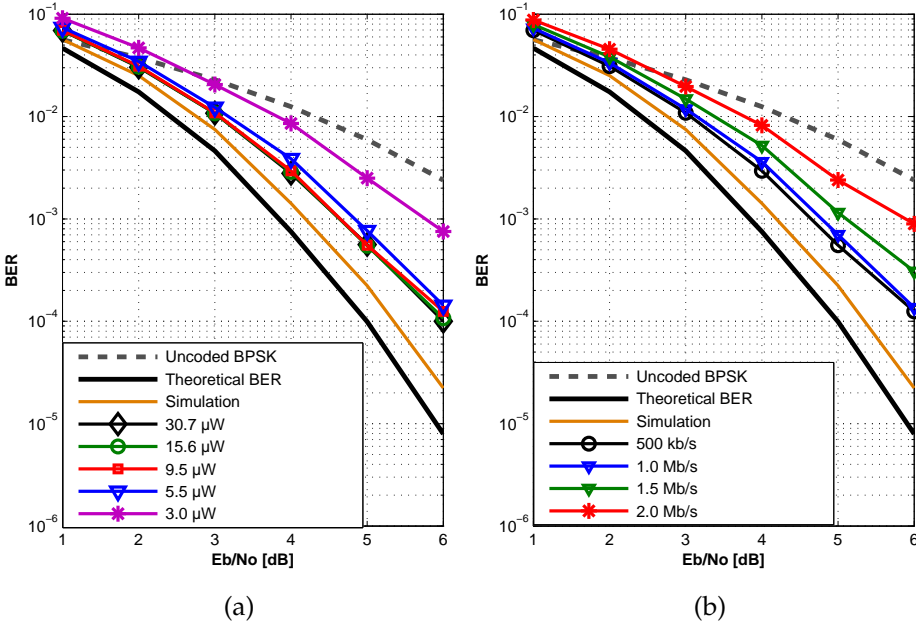 10⁻¹
10⁻²
10⁻³
10⁻⁴
10⁻⁵
10⁻⁶
BER
1 2 3 4 5 6
Eb/No [dB]
Uncoded BPSK
Theoretical BER
Simulation
30.7 µW
15.6 µW
9.5 µW
5.5 µW
3.0 µW
(a)
10⁻¹
10⁻²
10⁻³
10⁻⁴
10⁻⁵
10⁻⁶
BER
1 2 3 4 5 6
Eb/No [dB]
Uncoded BPSK
Theoretical BER
Simulation
500 kb/s
1.0 Mb/s
1.5 Mb/s
2.0 Mb/s
(b)